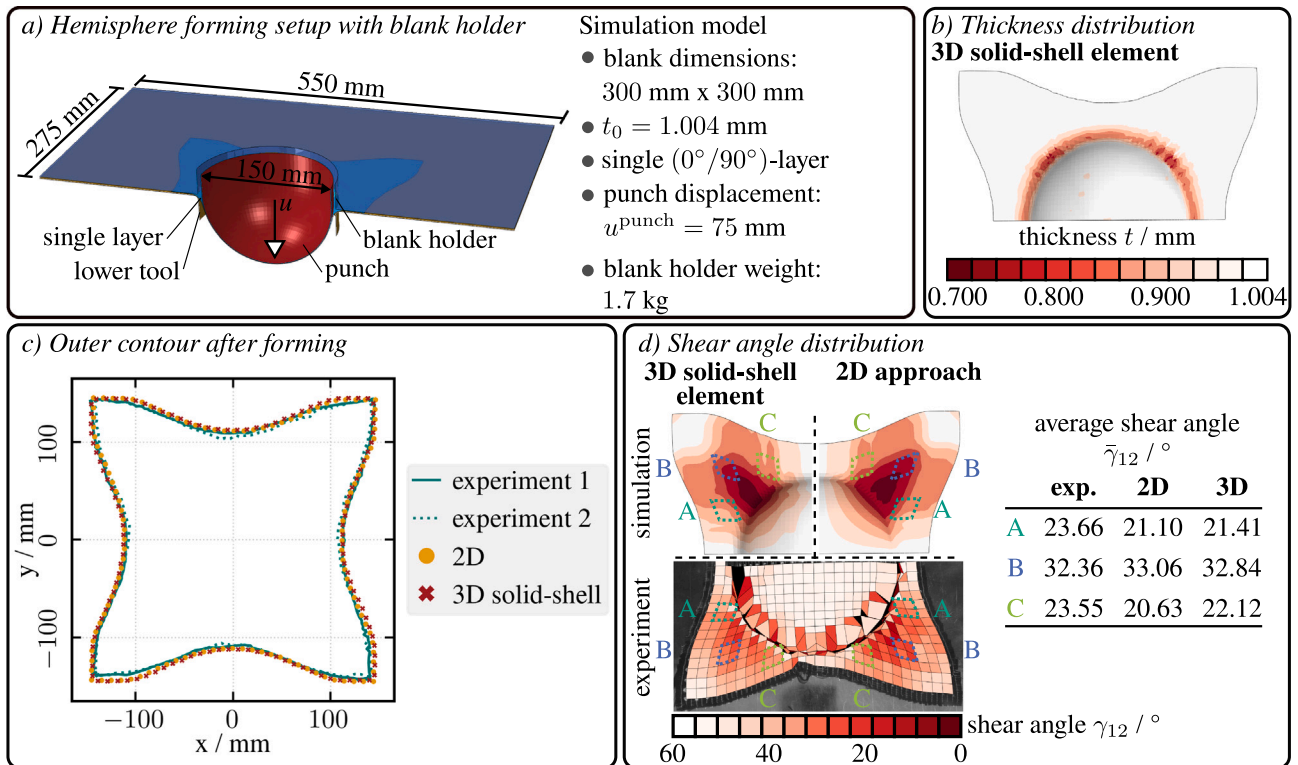 a) Hemisphere forming setup with blank holder
550 mm
275 mm
150 mm
u
single layer
lower tool
blank holder
punch
Simulation model
● blank dimensions:
300 mm x 300 mm
● t₀ = 1.004 mm
● single (0°/90°)-layer
● punch displacement:
uᵖᵘⁿᶜʰ = 75 mm
● blank holder weight:
1.7 kg
b) Thickness distribution
3D solid-shell element
thickness t / mm
0.700 0.800 0.900 1.004
c) Outer contour after forming
y / mm
100
0
−100
−100 0 100
x / mm
experiment 1
experiment 2
2D
3D solid-shell
d) Shear angle distribution
3D solid-shell
element
2D approach
simulation
C C
B B
A A
experiment
A A
B B
C C
60 40 20 0
shear angle γ₁₂ / °
average shear angle
γ̄₁₂ / °
exp. 2D 3D
A 23.66 21.10 21.41
B 32.36 33.06 32.84
C 23.55 20.63 22.12